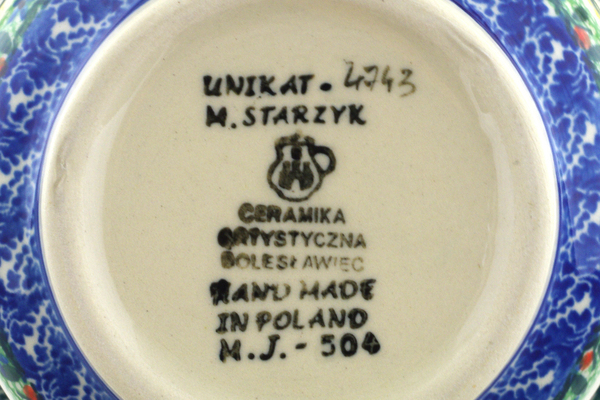 UNIKAT. 4743
M. STARZYK
CERAMIKA
ARTYSTYCZNA
BOLESŁAWIEC
HAND MADE
IN POLAND
M.J.- 504